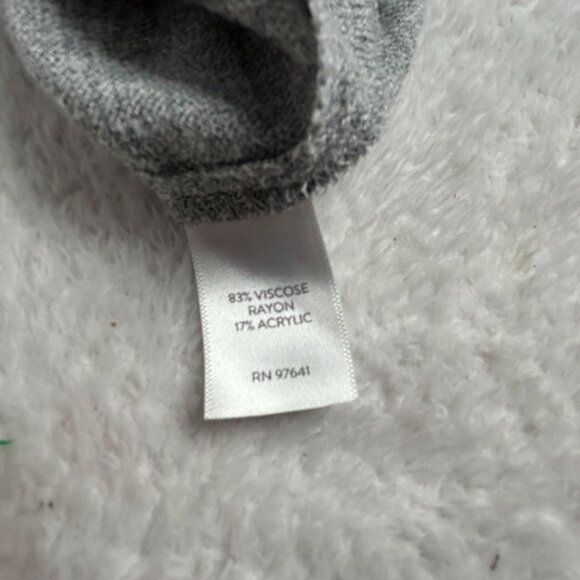 83% VISCOSE
RAYON
17% ACRYLIC
RN 97641